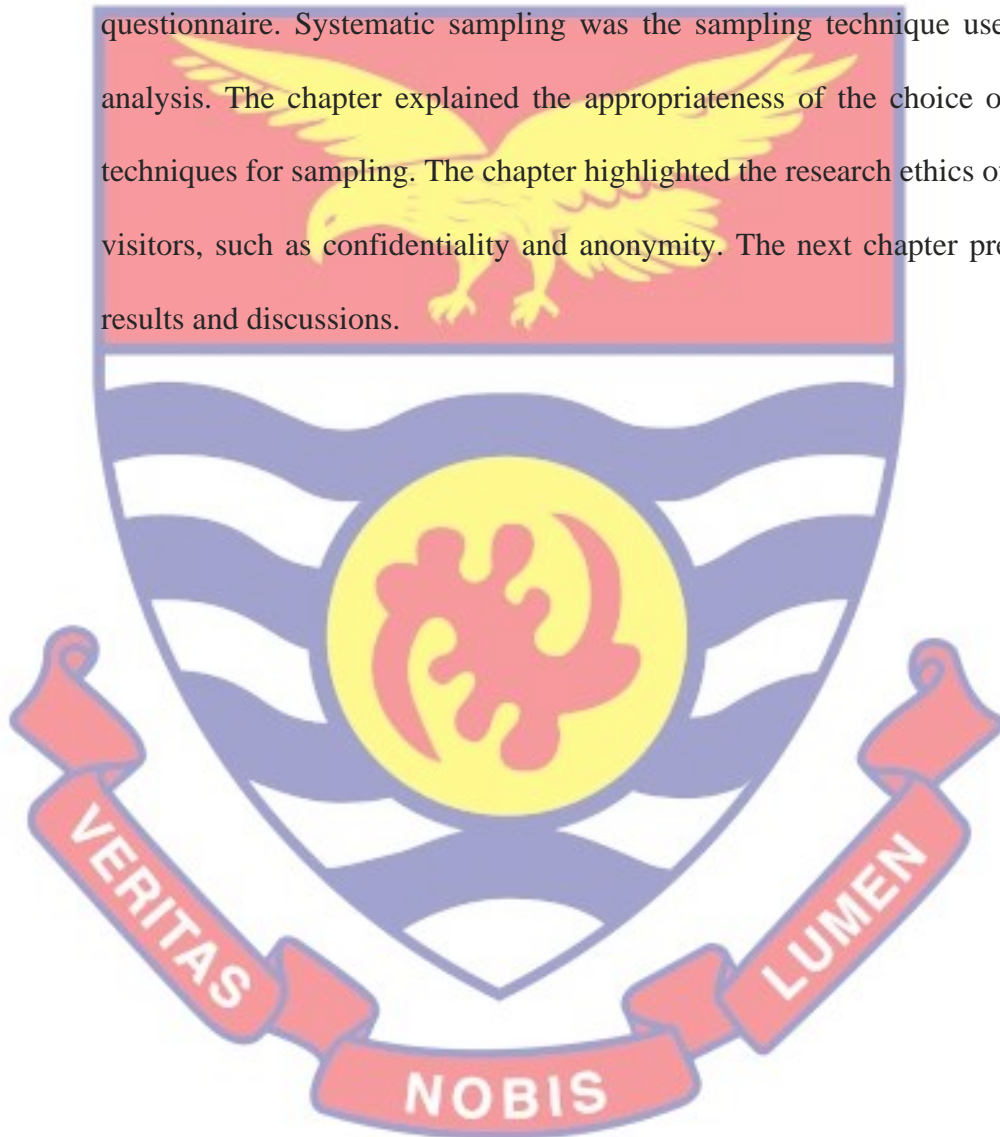 questionnaire. Systematic sampling was the sampling technique use
analysis. The chapter explained the appropriateness of the choice o
techniques for sampling. The chapter highlighted the research ethics o
visitors, such as confidentiality and anonymity. The next chapter pre
results and discussions.
VERITAS
NOBIS
LUMEN